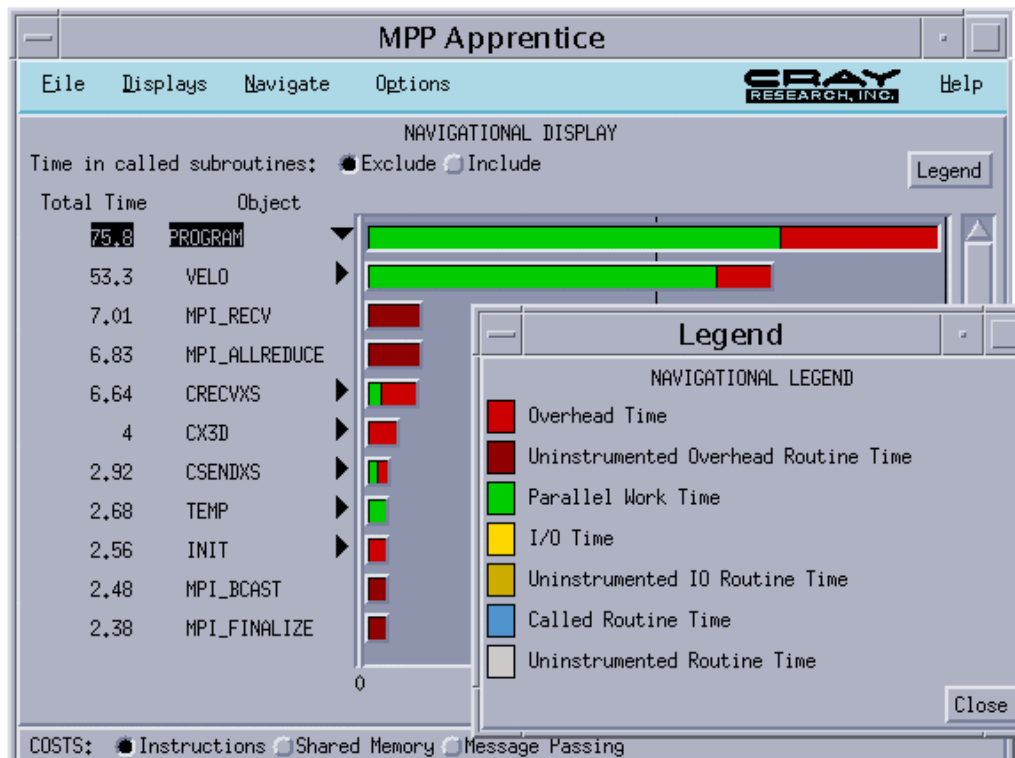 MPP Apprentice
File Displays Navigate Options CRAY RESEARCH, INC. Help
NAVIGATIONAL DISPLAY
Time in called subroutines: Exclude Include
Legend
Total Time Object
75.8 PROGRAM
53.3 VELO
7.01 MPI_RECV
6.83 MPI_ALLREDUCE
6.64 CRECVXS
4 CX3D
2.92 CSENDXS
2.68 TEMP
2.56 INIT
2.48 MPI_BCAST
2.38 MPI_FINALIZE
0
Legend
NAVIGATIONAL LEGEND
Overhead Time
Uninstrumented Overhead Routine Time
Parallel Work Time
I/O Time
Uninstrumented IO Routine Time
Called Routine Time
Uninstrumented Routine Time
Close
COSTS: Instructions Shared Memory Message Passing